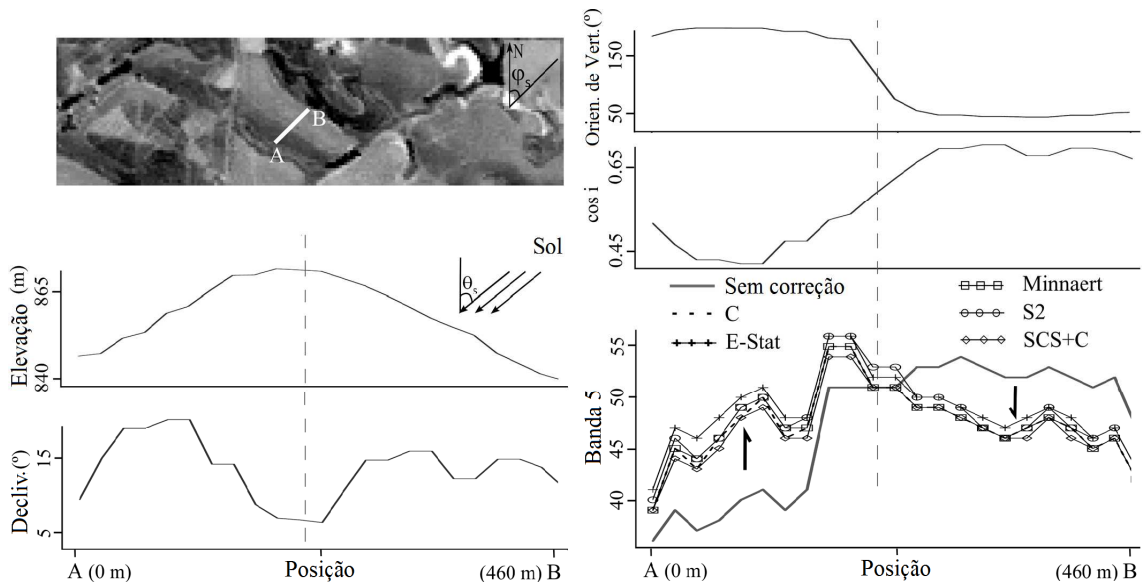 N
φs
B
A
Sol
θs
Elevação (m)
865
840
Decliv.(º)
15
5
A (0 m)
Posição
(460 m) B
Orien. de Vert.(º)
150
50
cos i
0.65
0.45
Sem correção
C
E-Stat
Minnaert
S2
SCS+C
Banda 5
55
50
45
40
A (0 m)
Posição
(460 m) B